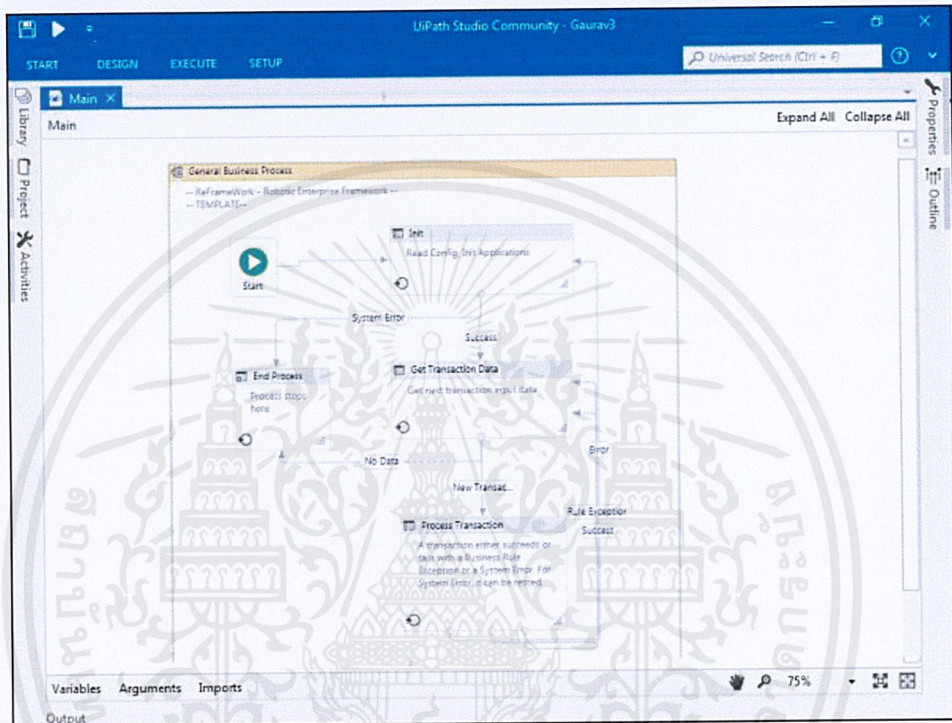 UiPath Studio Community - Gaurav3
START DESIGN EXECUTE SETUP
Universal Search (Ctrl + F)
Main
Main
Expand All Collapse All
Library
Project
Activities
Properties
Outline
General Business Process
-- ReFrameWork - Robotic Enterprise Framework --
-- TEMPLATE--
Init
Read Config, Init Applications
Start
System Error
Success
End Process
Process stops
here
Get Transaction Data
Get next transaction input data
No Data
Error
New Transac...
Rule Exception
Success
Process Transaction
A transaction either succeeds or
fails with a Business Rule
Exception or a System Error. For
System Error, it can be retried.
Variables Arguments Imports
75%
Output